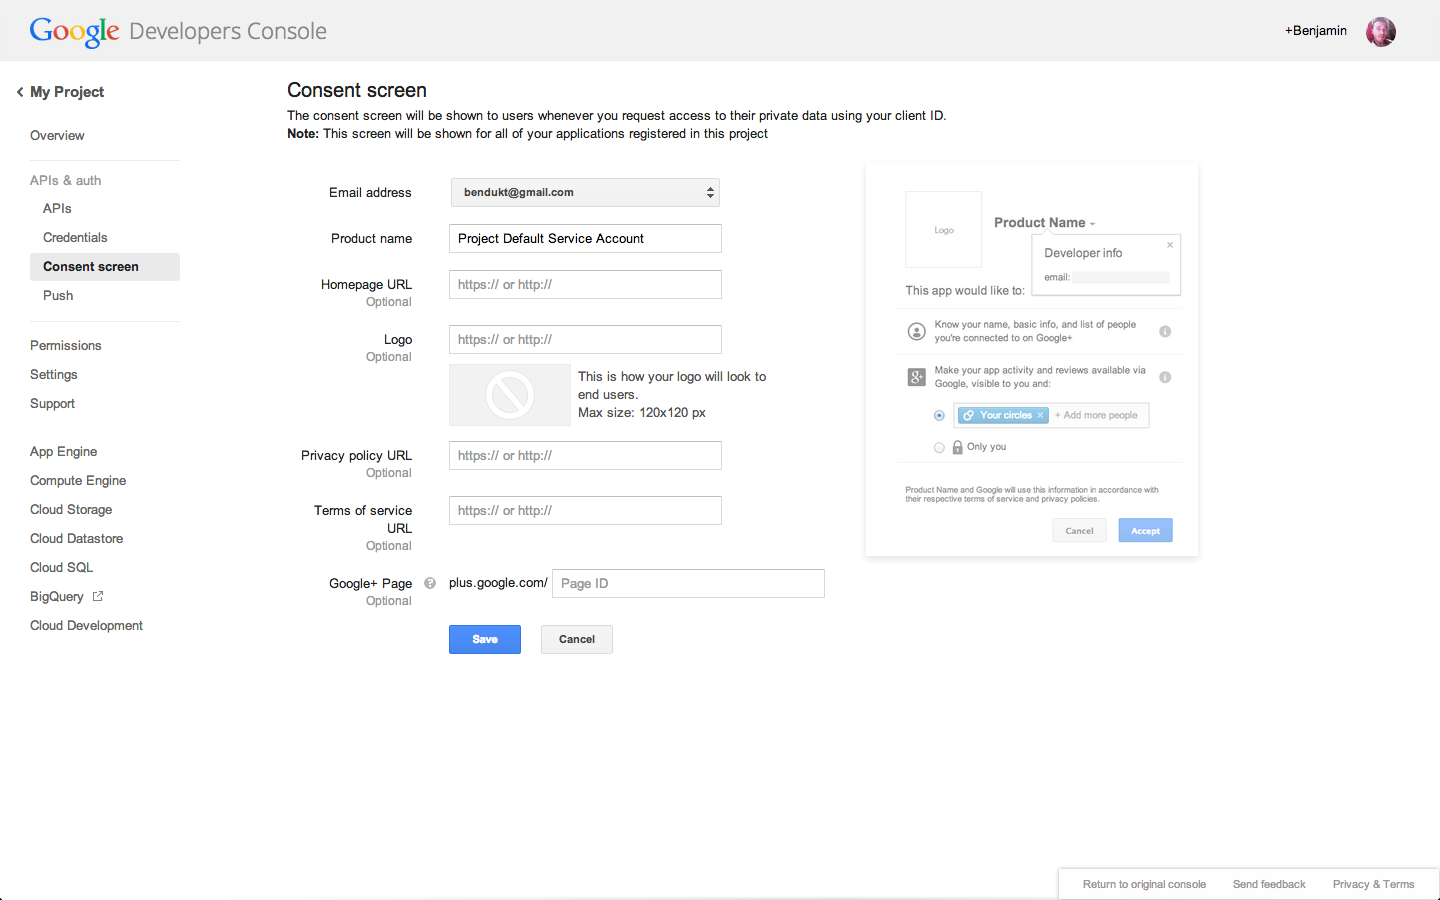 Google Developers Console
+Benjamin
My Project
Overview
APIs & auth
APIs
Credentials
Consent screen
Push
Permissions
Settings
Support
App Engine
Compute Engine
Cloud Storage
Cloud Datastore
Cloud SQL
BigQuery
Cloud Development
Consent screen
The consent screen will be shown to users whenever you request access to their private data using your client ID.
Note: This screen will be shown for all of your applications registered in this project
Email address
bendukt@gmail.com
Product name
Project Default Service Account
Homepage URL
https:// or http://
Optional
Logo
https:// or http://
Optional
This is how your logo will look to
end users.
Max size: 120x120 px
Privacy policy URL
https:// or http://
Optional
Terms of service
URL
https:// or http://
Optional
Google+ Page
?
plus.google.com/
Page ID
Optional
Save
Cancel
Logo
Product Name
Developer info
×
email:
This app would like to:
Know your name, basic info, and list of people
you're connected to on Google+
i
g+
Make your app activity and reviews available via
Google, visible to you and:
i
Your circles ×
+ Add more people
Only you
Product Name and Google will use this information in accordance with
their respective terms of service and privacy policies.
Cancel
Accept
Return to original console
Send feedback
Privacy & Terms